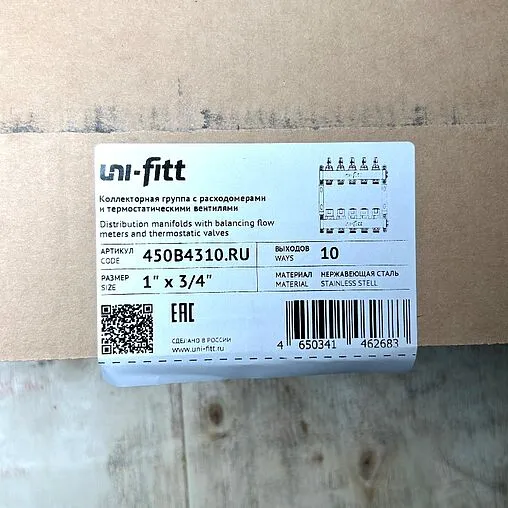 uni-fitt
Коллекторная группа с расходомерами
и термостатическими вентилями
Distribution manifolds with balancing flow
meters and thermostatic valves
АРТИКУЛ
CODE
450B4310.RU
ВЫХОДОВ
WAYS
10
РАЗМЕР
SIZE
1" x 3/4"
МАТЕРИАЛ
MATERIAL
НЕРЖАВЕЮЩАЯ СТАЛЬ
STAINLESS STELL
EAC
СДЕЛАНО В РОССИИ
www.uni-fitt.ru
4 650341 462683